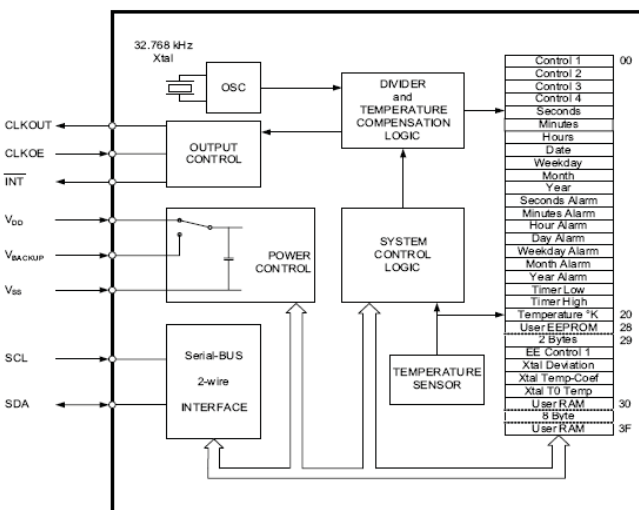 32.768 kHz
Xtal
OSC
DIVIDER
and
TEMPERATURE
COMPENSATION
LOGIC
CLKOUT
CLKOE
INT
OUTPUT
CONTROL
VDD
VBACKUP
VSS
POWER
CONTROL
SYSTEM
CONTROL
LOGIC
SCL
SDA
Serial-BUS
2-wire
INTERFACE
TEMPERATURE
SENSOR
Control 1 00
Control 2
Control 3
Control 4
Seconds
Minutes
Hours
Date
Weekday
Month
Year
Seconds Alarm
Minutes Alarm
Hour Alarm
Day Alarm
Weekday Alarm
Month Alarm
Year Alarm
Timer Low
Timer High
Temperature °K 20
User EEPROM 28
2 Bytes 29
EE Control 1
Xtal Deviation
Xtal Temp-Coef
Xtal T0 Temp
User RAM 30
8 Byte
User RAM 3F